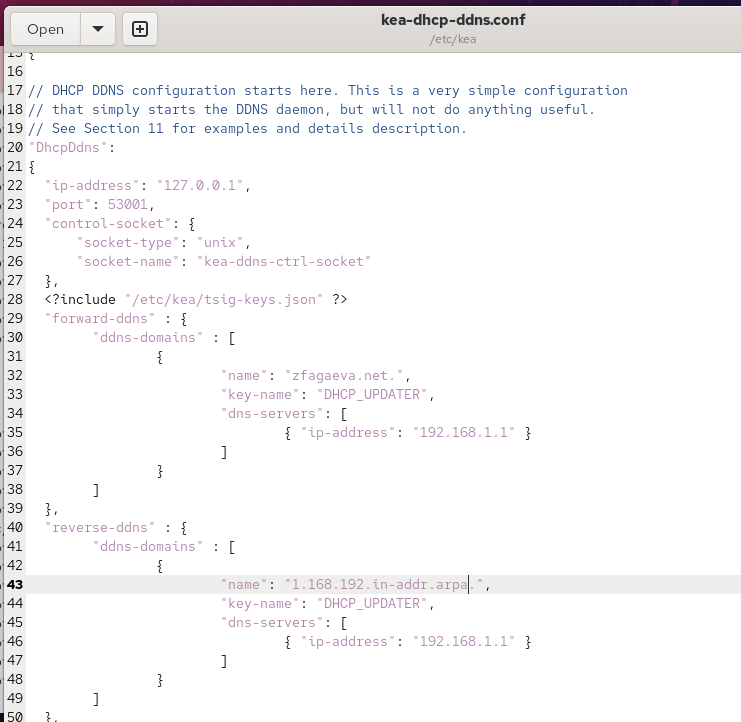 Open
kea-dhcp-ddns.conf
/etc/kea
15 {
16
17 // DHCP DDNS configuration starts here. This is a very simple configuration
18 // that simply starts the DDNS daemon, but will not do anything useful.
19 // See Section 11 for examples and details description.
20 "DhcpDdns":
21 {
22   "ip-address": "127.0.0.1",
23   "port": 53001,
24   "control-socket": {
25       "socket-type": "unix",
26       "socket-name": "kea-ddns-ctrl-socket"
27   },
28   <?include "/etc/kea/tsig-keys.json" ?>
29   "forward-ddns" : {
30         "ddns-domains" : [
31                 {
32                         "name": "zfagaeva.net.",
33                         "key-name": "DHCP_UPDATER",
34                         "dns-servers": [
35                                 { "ip-address": "192.168.1.1" }
36                         ]
37                 }
38         ]
39   },
40   "reverse-ddns" : {
41         "ddns-domains" : [
42                 {
43                         "name": "1.168.192.in-addr.arpa.",
44                         "key-name": "DHCP_UPDATER",
45                         "dns-servers": [
46                                 { "ip-address": "192.168.1.1" }
47                         ]
48                 }
49         ]
50   },